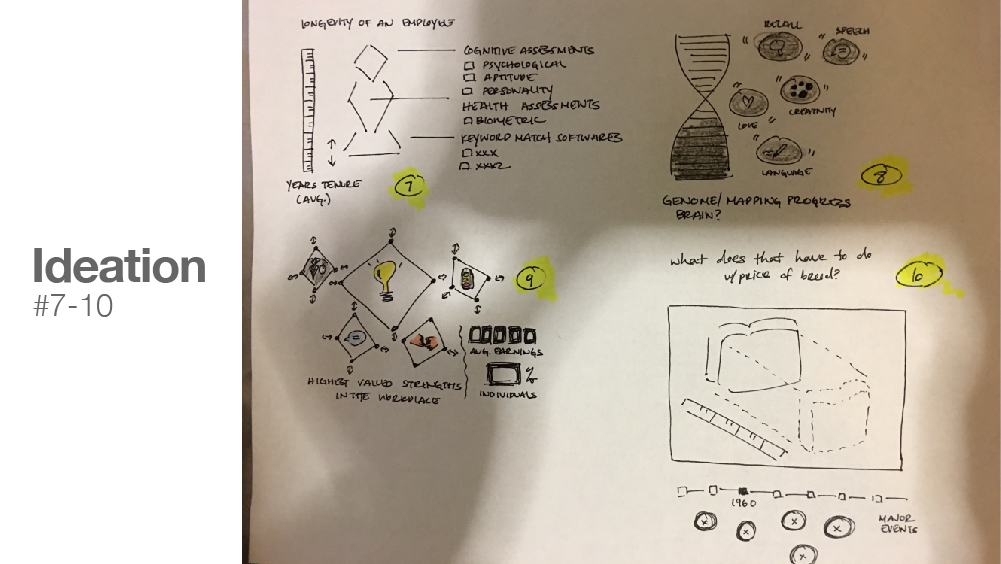 Ideation
#7-10
LONGEVITY OF AN EMPLOYEE
COGNITIVE ASSESSMENTS
PSYCHOLOGICAL
APTITUDE
PERSONALITY
HEALTH ASSESSMENTS
BIOMETRIC
KEYWORD MATCH/SOFTWARES
XXX
XXX2
YEARS TENURE
(AVG.)
7
RECALL
SPEECH
LOVE
CREATIVITY
LANGUAGE
8
GENOME/MAPPING PROGRESS
BRAIN?
9
AVG EARNINGS
%
INDIVIDUALS
HIGHEST VALUED STRENGTHS
IN THE WORKPLACE
what does that have to do
w/price of bread?
10
1960
MAJOR
EVENTS